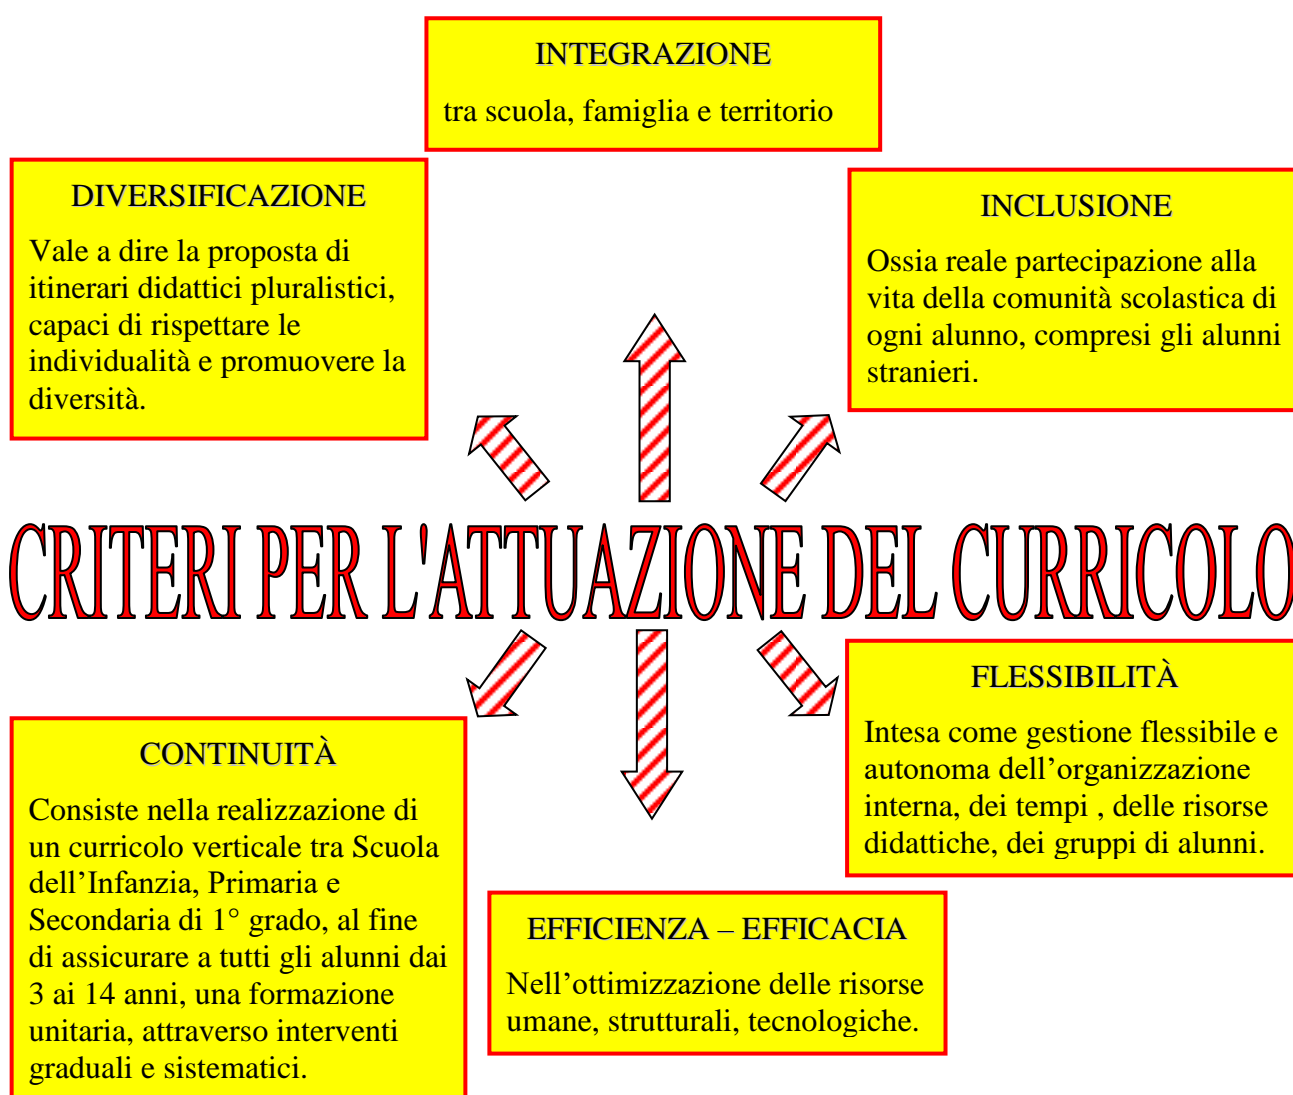 INTEGRAZIONE
tra scuola, famiglia e territorio
DIVERSIFICAZIONE
Vale a dire la proposta di
itinerari didattici pluralistici,
capaci di rispettare le
individualità e promuovere la
diversità.
INCLUSIONE
Ossia reale partecipazione alla
vita della comunità scolastica di
ogni alunno, compresi gli alunni
stranieri.
CRITERI PER L'ATTUAZIONE DEL CURRICOLO
CONTINUITÀ
Consiste nella realizzazione di
un curricolo verticale tra Scuola
dell’Infanzia, Primaria e
Secondaria di 1° grado, al fine
di assicurare a tutti gli alunni dai
3 ai 14 anni, una formazione
unitaria, attraverso interventi
graduali e sistematici.
EFFICIENZA – EFFICACIA
Nell’ottimizzazione delle risorse
umane, strutturali, tecnologiche.
FLESSIBILITÀ
Intesa come gestione flessibile e
autonoma dell’organizzazione
interna, dei tempi , delle risorse
didattiche, dei gruppi di alunni.